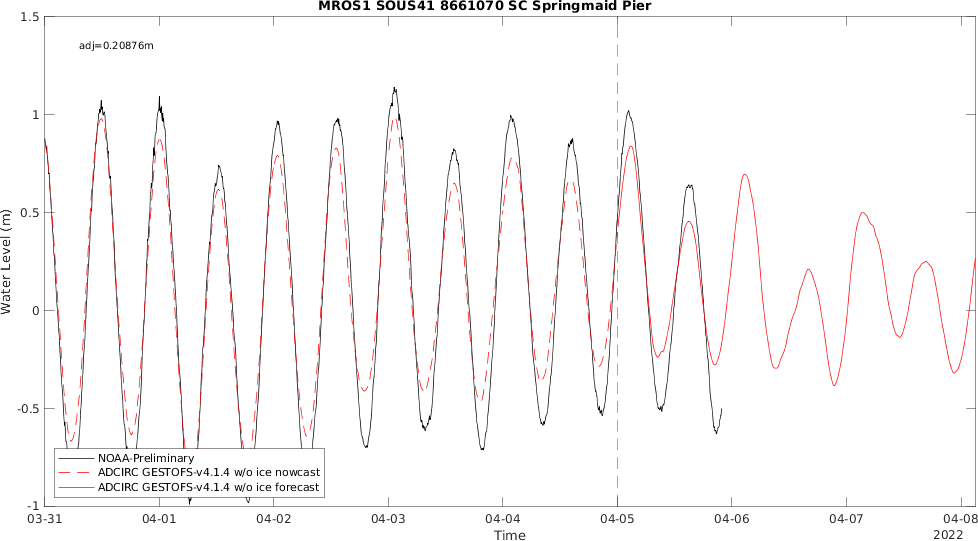 MROS1 SOUS41 8661070 SC Springmaid Pier
adj=0.20876m
Water Level (m)
1.5
1
0.5
0
-0.5
-1
NOAA-Preliminary
ADCIRC GESTOFS-v4.1.4 w/o ice nowcast
ADCIRC GESTOFS-v4.1.4 w/o ice forecast
03-31 04-01 04-02 04-03 04-04 04-05 04-06 04-07 04-08
Time
2022